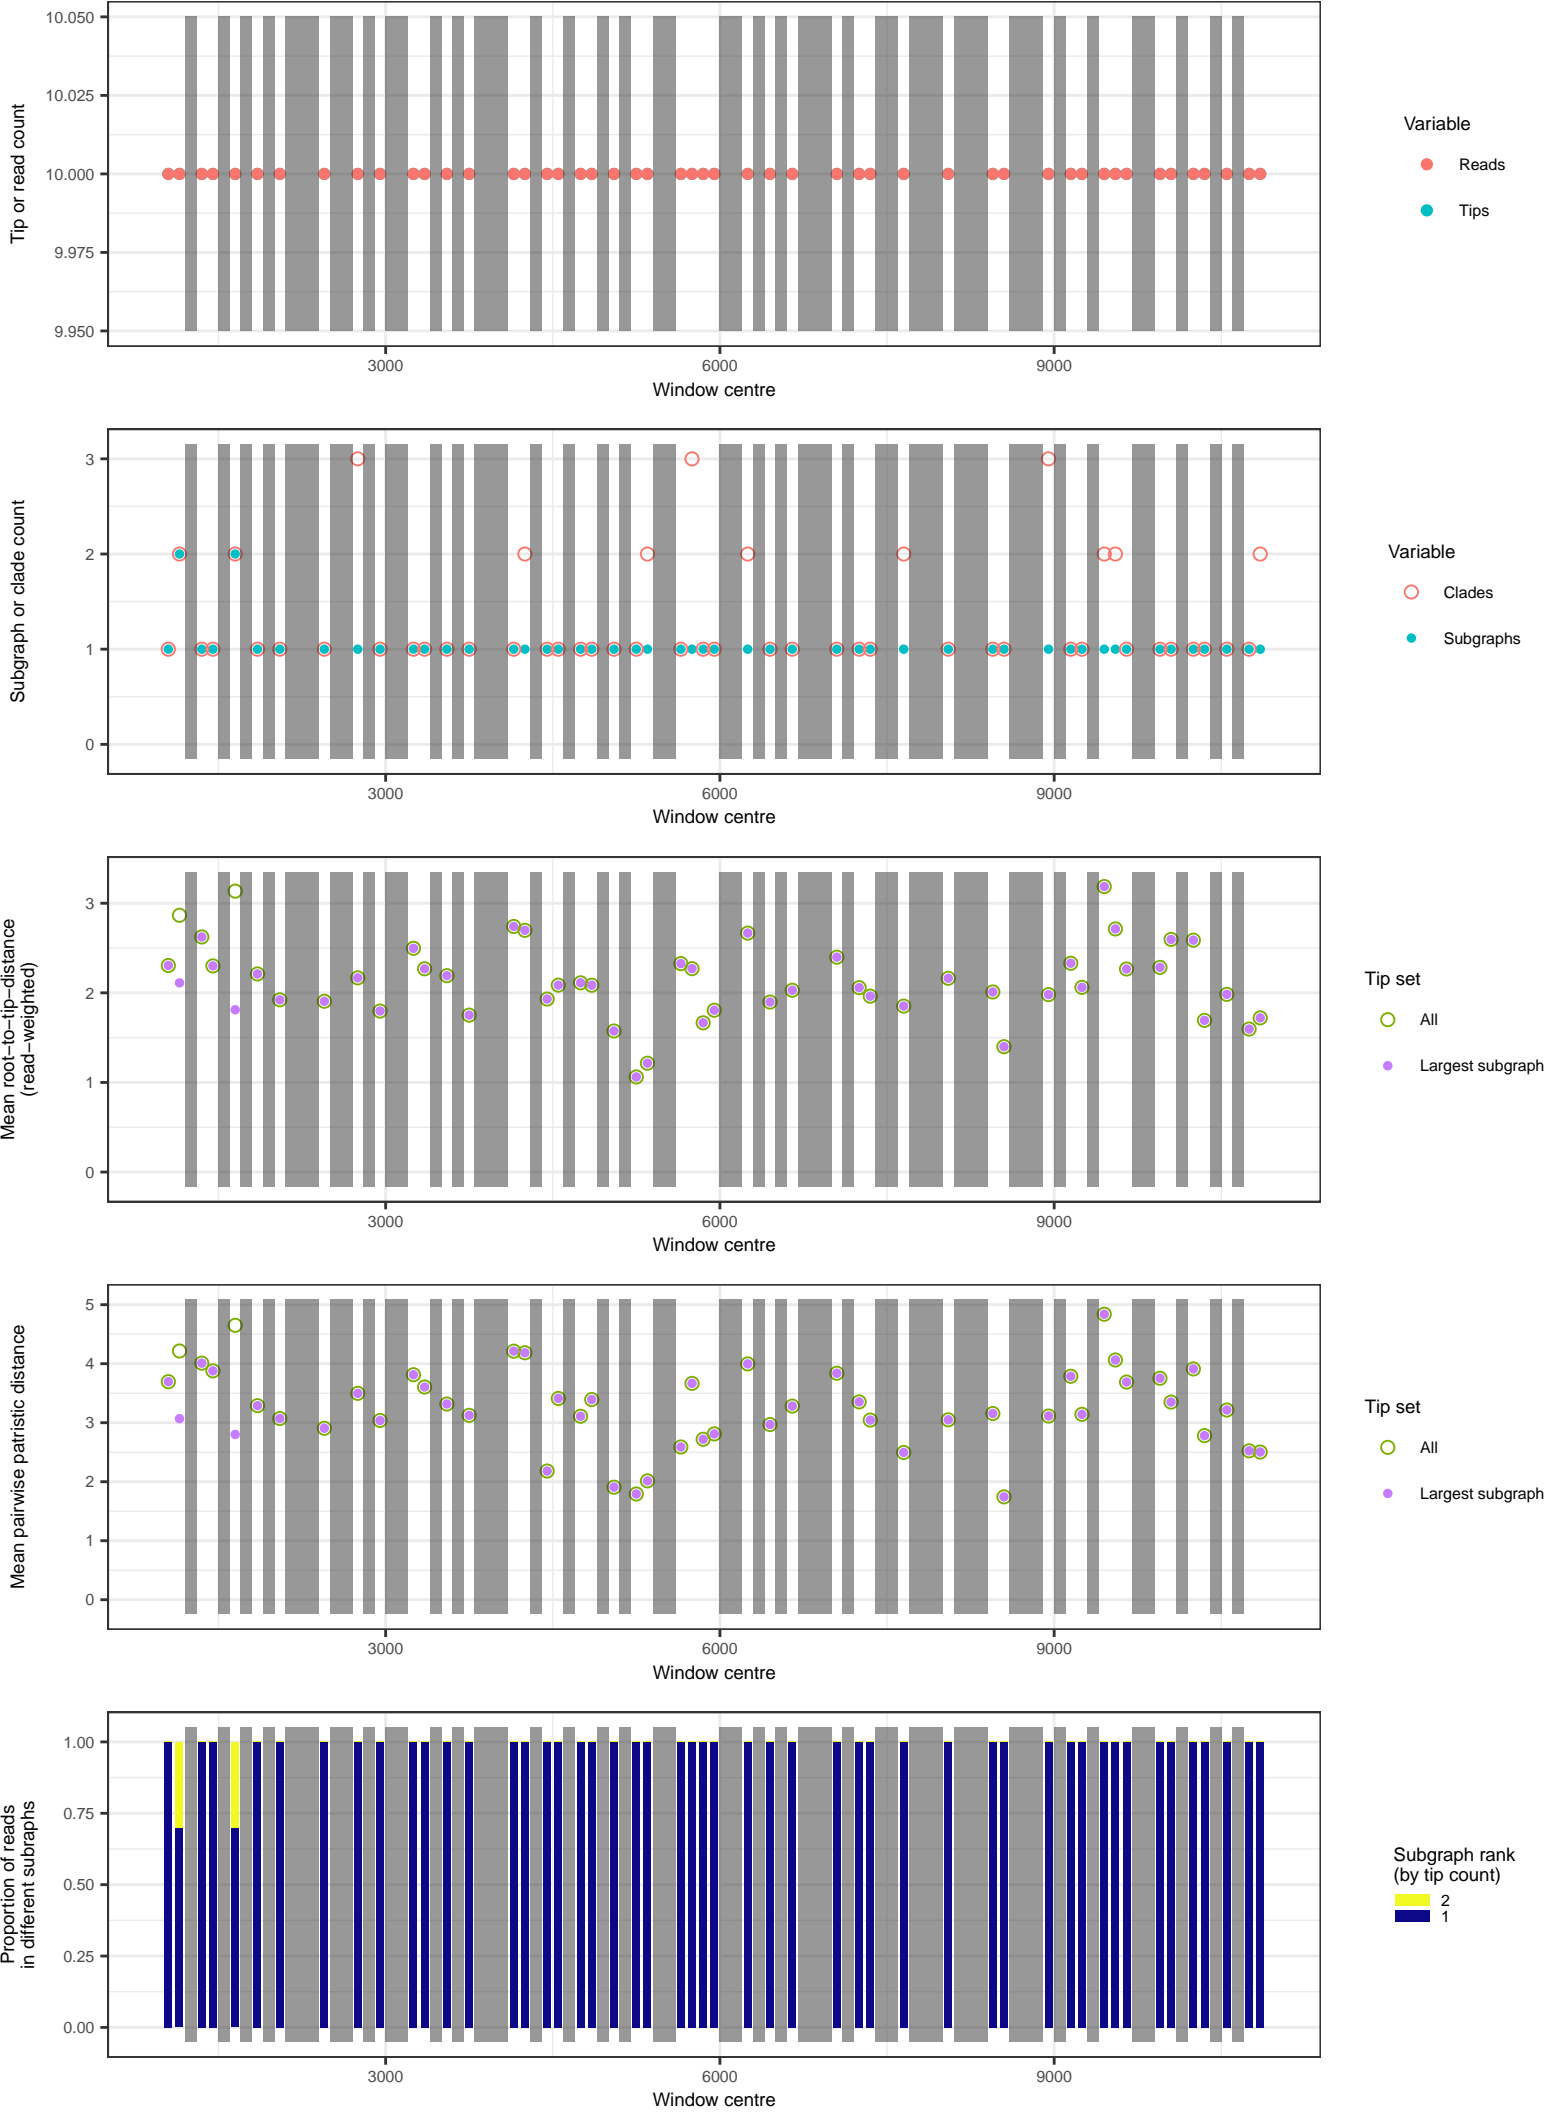 10.050
10.025
10.000
9.975
9.950
Tip or read count
3000
6000
9000
Window centre
Variable
Reads
Tips
3
2
1
0
Subgraph or clade count
3000
6000
9000
Window centre
Variable
Clades
Subgraphs
3
2
1
0
Mean root−to−tip−distance
(read−weighted)
3000
6000
9000
Window centre
Tip set
All
Largest subgraph
5
4
3
2
1
0
Mean pairwise patristic distance
3000
6000
9000
Window centre
Tip set
All
Largest subgraph
1.00
0.75
0.50
0.25
0.00
Proportion of reads
in different subraphs
3000
6000
9000
Window centre
Subgraph rank
(by tip count)
2
1